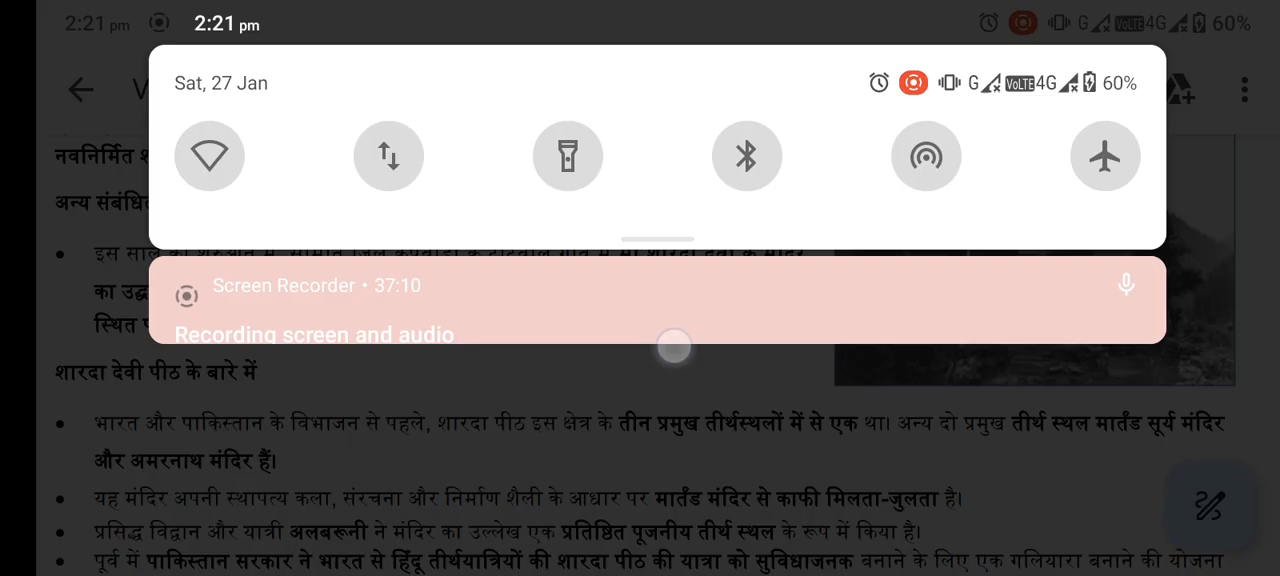 2:21 pm 2:21 pm 4G 60%
Sat, 27 Jan G VoLTE 4G 60%
V
नवनिर्मित
अन्य संबंधित
Screen Recorder • 37:10
Recording screen and audio
का
स्थित
शारदा देवी पीठ के बारे में
• भारत और पाकिस्तान के विभाजन से पहले, शारदा पीठ इस क्षेत्र के तीन प्रमुख तीर्थस्थलों में से एक था। अन्य दो प्रमुख तीर्थ स्थल मार्तंड सूर्य मंदिर
और अमरनाथ मंदिर हैं।
• यह मंदिर अपनी स्थापत्य कला, संरचना और निर्माण शैली के आधार पर मार्तंड मंदिर से काफी मिलता-जुलता है।
• प्रसिद्ध विद्वान और यात्री अलबरूनी ने मंदिर का उल्लेख एक प्रतिष्ठित पूजनीय तीर्थ स्थल के रूप में किया है।
• पूर्व में पाकिस्तान सरकार ने भारत से हिंदू तीर्थयात्रियों की शारदा पीठ की यात्रा को सुविधाजनक बनाने के लिए एक गलियारा बनाने की योजना